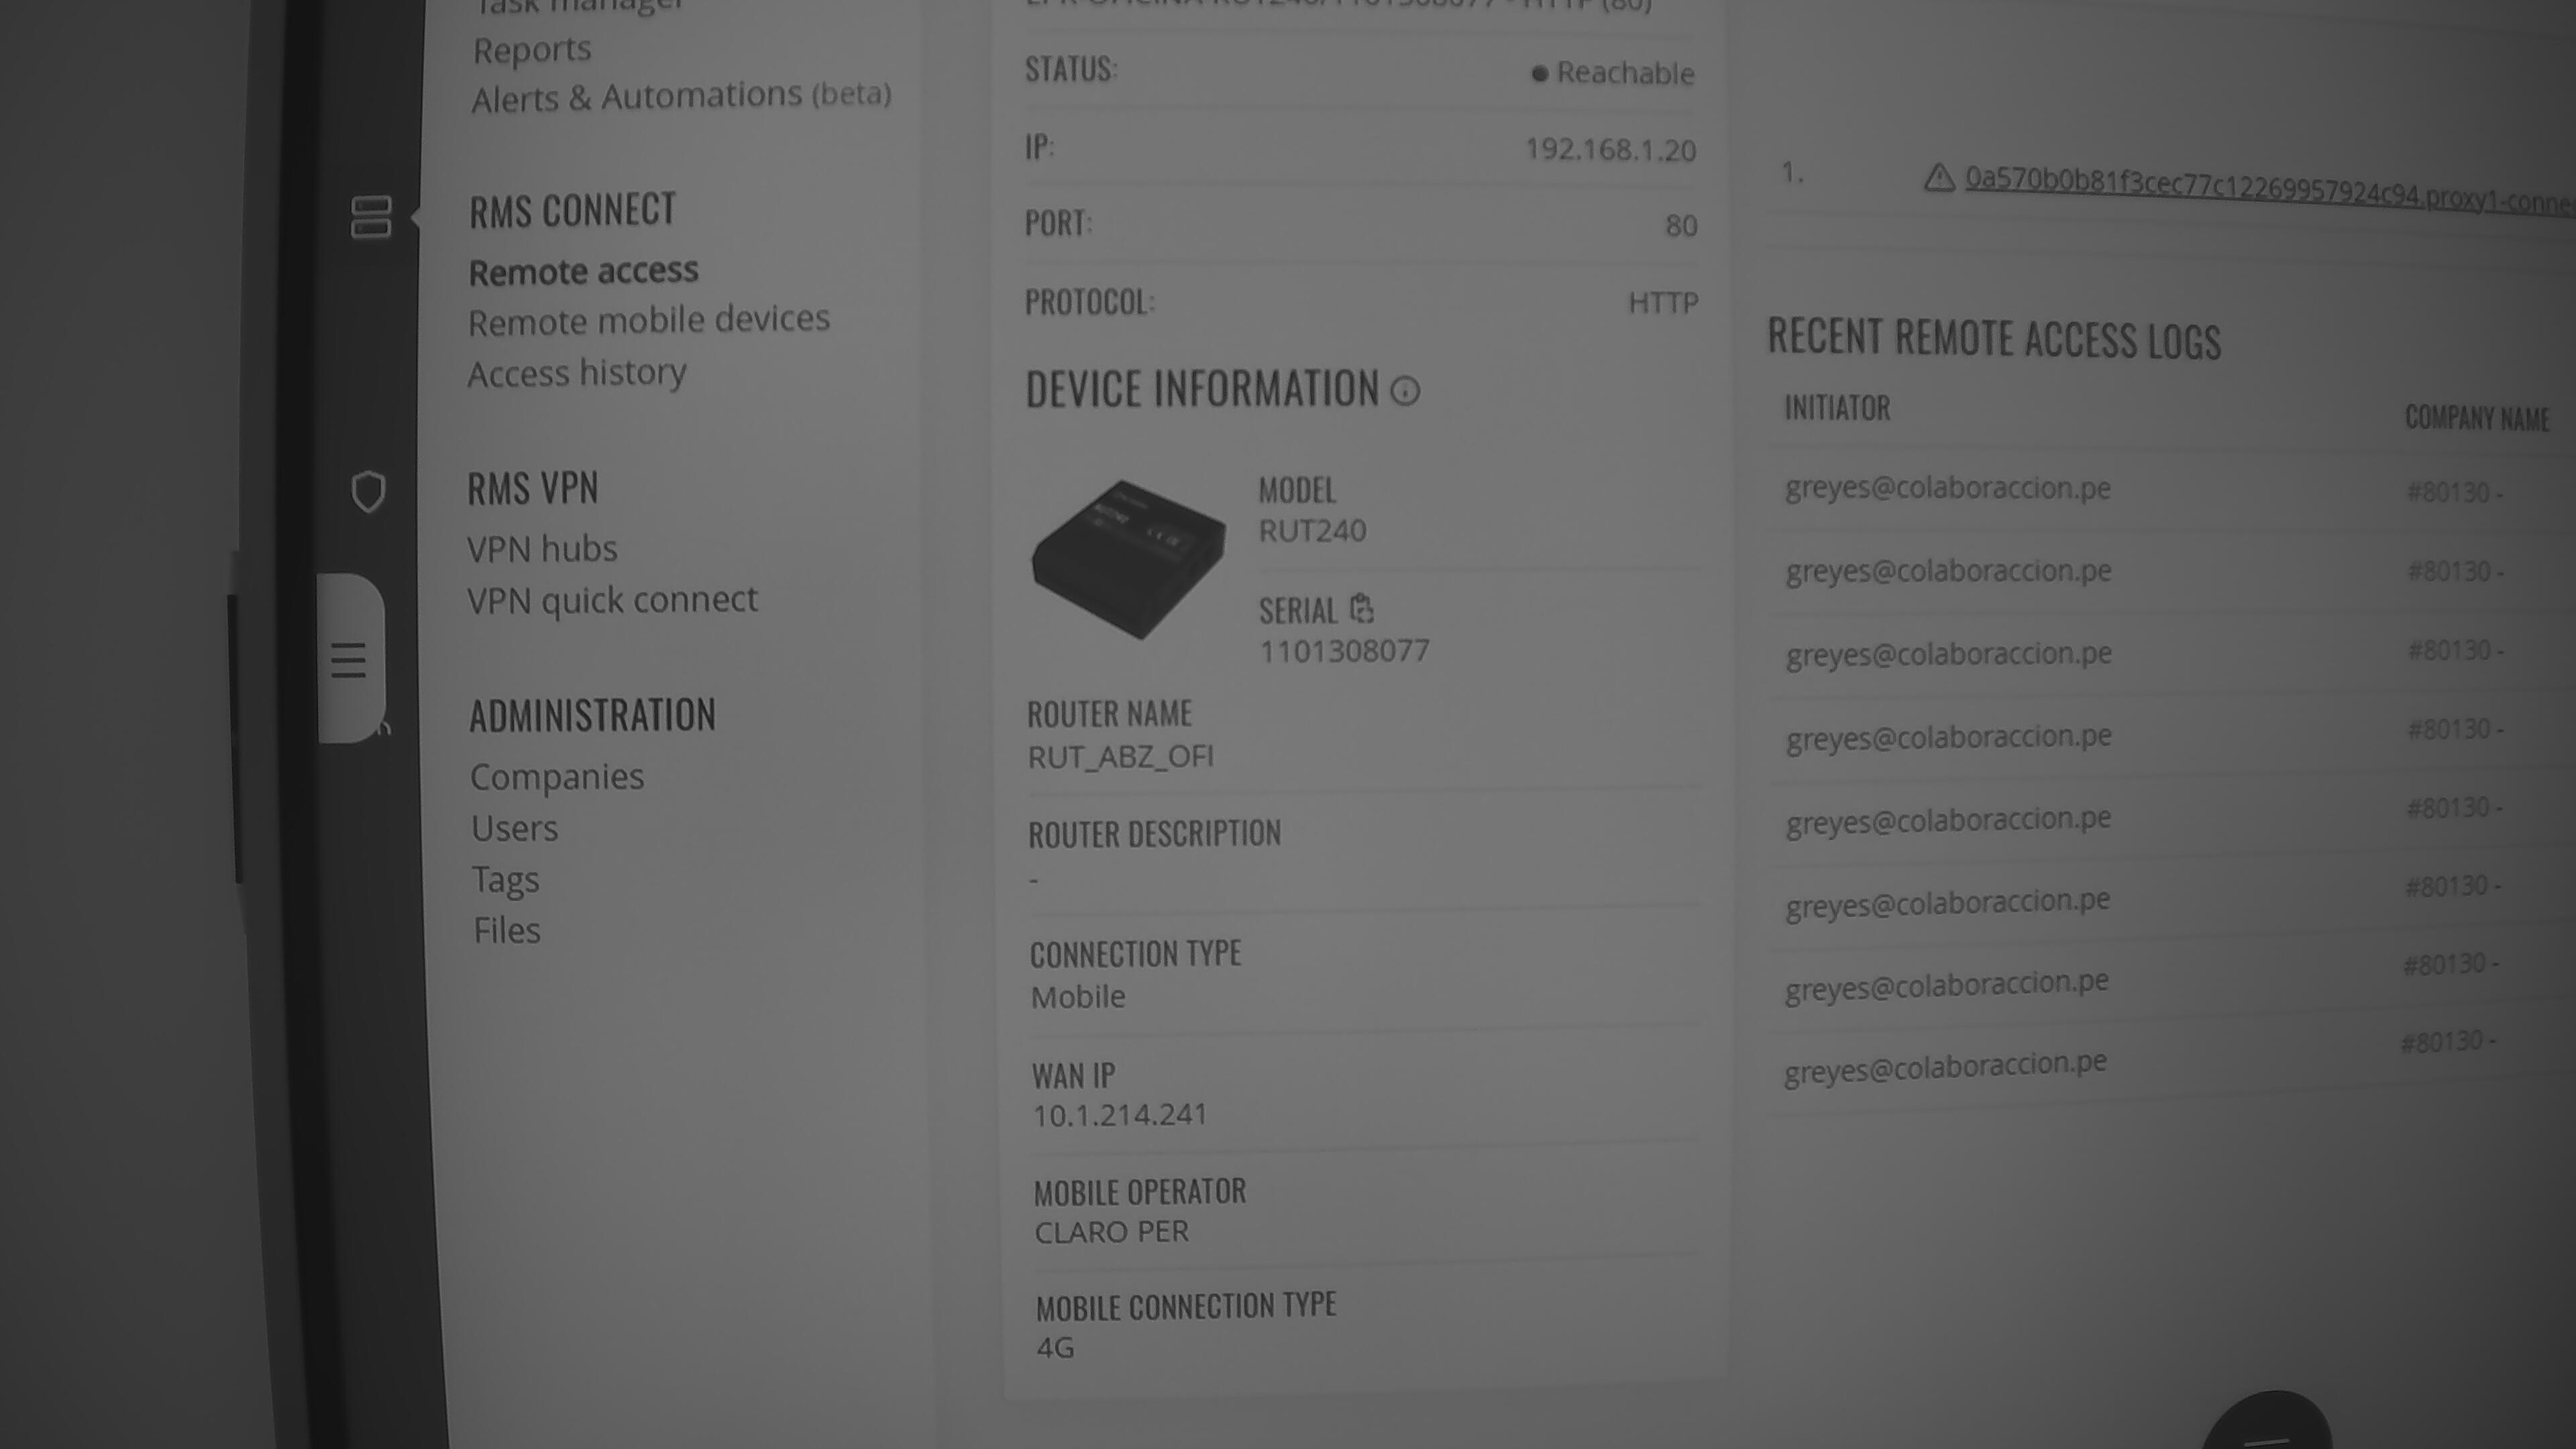 Task manager
Reports
Alerts & Automations (beta)
RMS CONNECT
Remote access
Remote mobile devices
Access history
RMS VPN
VPN hubs
VPN quick connect
ADMINISTRATION
Companies
Users
Tags
Files
HTTP (80)
STATUS:
Reachable
IP:
192.168.1.20
PORT:
80
PROTOCOL:
HTTP
DEVICE INFORMATION
MODEL
RUT240
SERIAL
1101308077
ROUTER NAME
RUT_ABZ_OFI
ROUTER DESCRIPTION
-
CONNECTION TYPE
Mobile
WAN IP
10.1.214.241
MOBILE OPERATOR
CLARO PER
MOBILE CONNECTION TYPE
4G
1.
0a570b0b81f3cec77c12269957924c94.proxy1-connec
RECENT REMOTE ACCESS LOGS
INITIATOR COMPANY NAME
greyes@colaboraccion.pe #80130 -
greyes@colaboraccion.pe #80130 -
greyes@colaboraccion.pe #80130 -
greyes@colaboraccion.pe #80130 -
greyes@colaboraccion.pe #80130 -
greyes@colaboraccion.pe #80130 -
greyes@colaboraccion.pe #80130 -
greyes@colaboraccion.pe #80130 -